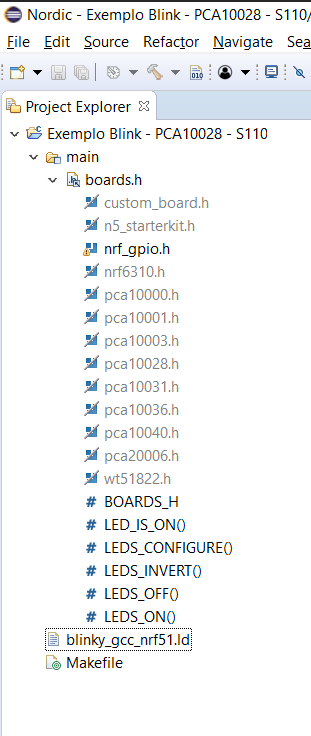 Nordic - Exemplo Blink - PCA10028 - S110/
File Edit Source Refactor Navigate Sea
010
Project Explorer
Exemplo Blink - PCA10028 - S110
main
boards.h
custom_board.h
n5_starterkit.h
nrf_gpio.h
nrf6310.h
pca10000.h
pca10001.h
pca10003.h
pca10028.h
pca10031.h
pca10036.h
pca10040.h
pca20006.h
wt51822.h
# BOARDS_H
# LED_IS_ON()
# LEDS_CONFIGURE()
# LEDS_INVERT()
# LEDS_OFF()
# LEDS_ON()
blinky_gcc_nrf51.ld
Makefile